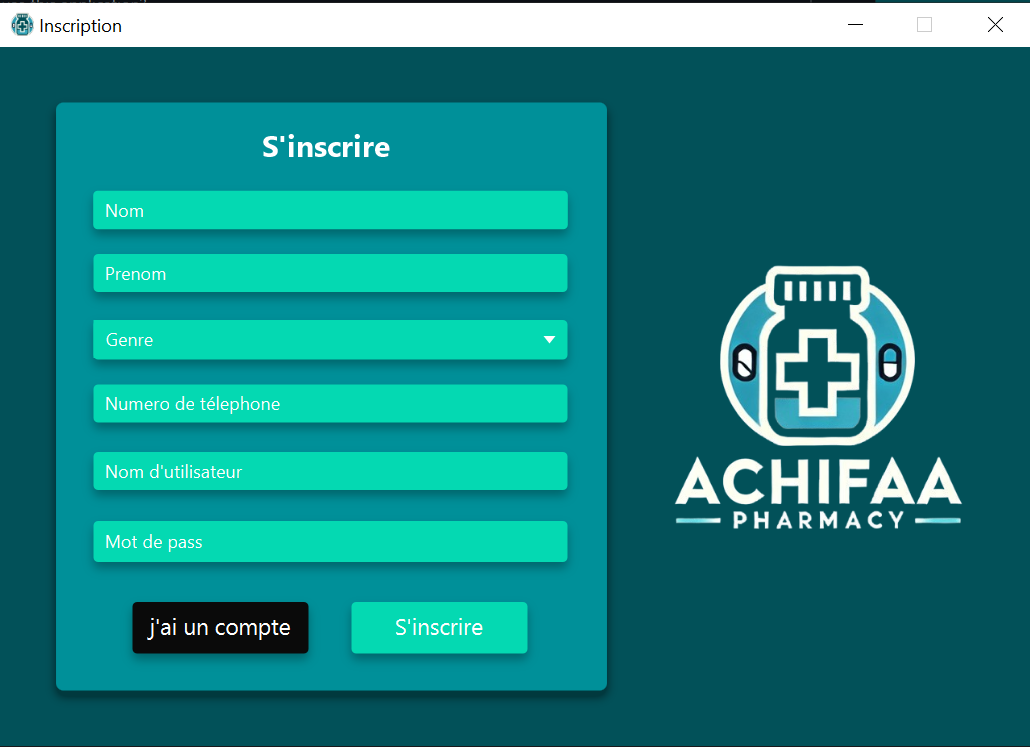 Inscription
S'inscrire
Nom
Prenom
Genre
Numero de télephone
Nom d'utilisateur
Mot de pass
j'ai un compte
S'inscrire
ACHIFAA
PHARMACY